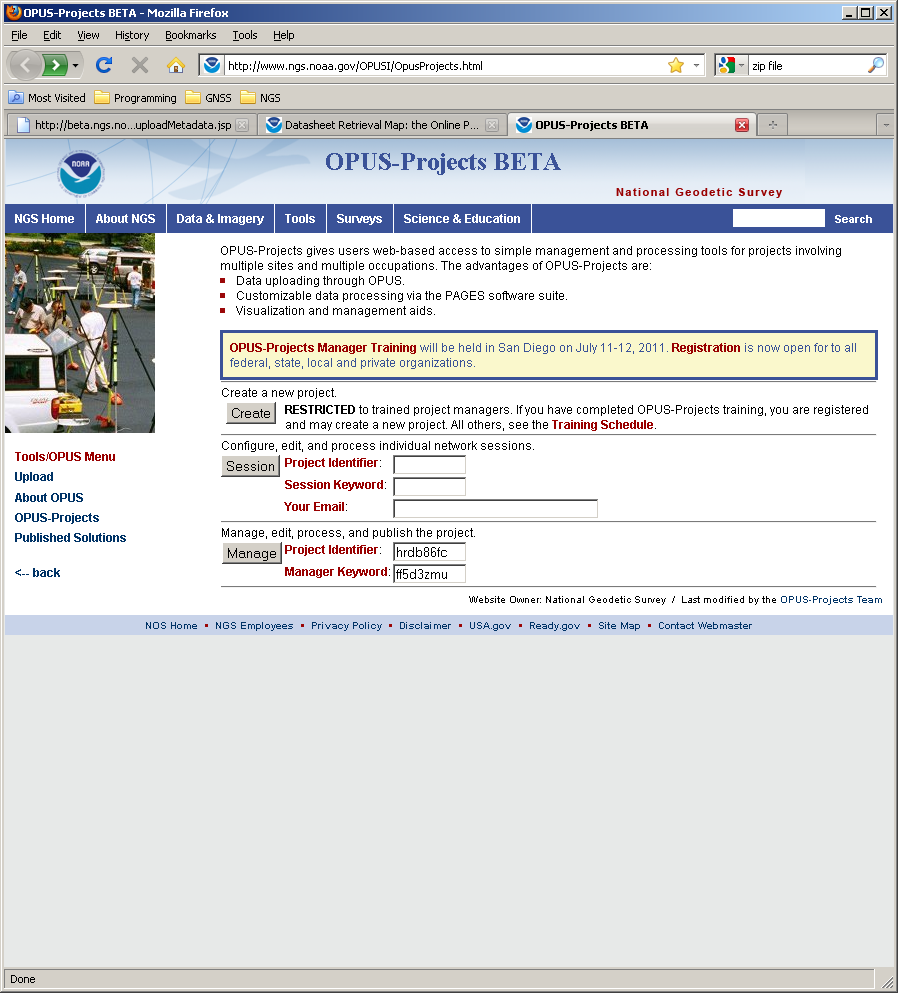 OPUS-Projects BETA - Mozilla Firefox
File Edit View History Bookmarks Tools Help
http://www.ngs.noaa.gov/OPUSI/OpusProjects.html zip file
Most Visited Programming GNSS NGS
http://beta.ngs.no...uploadMetadata.jsp Datasheet Retrieval Map: the Online P... OPUS-Projects BETA
NOAA
OPUS-Projects BETA
National Geodetic Survey
NGS Home About NGS Data & Imagery Tools Surveys Science & Education Search
OPUS-Projects gives users web-based access to simple management and processing tools for projects involving
multiple sites and multiple occupations. The advantages of OPUS-Projects are:
Data uploading through OPUS.
Customizable data processing via the PAGES software suite.
Visualization and management aids.
OPUS-Projects Manager Training will be held in San Diego on July 11-12, 2011. Registration is now open for to all
federal, state, local and private organizations.
Create a new project.
Create RESTRICTED to trained project managers. If you have completed OPUS-Projects training, you are registered
and may create a new project. All others, see the Training Schedule.
Configure, edit, and process individual network sessions.
Session Project Identifier:
Session Keyword:
Your Email:
Manage, edit, process, and publish the project.
Manage Project Identifier: hrdb86fc
Manager Keyword: ff5d3zmu
Tools/OPUS Menu
Upload
About OPUS
OPUS-Projects
Published Solutions
<-- back
Website Owner: National Geodetic Survey / Last modified by the OPUS-Projects Team
NOS Home • NGS Employees • Privacy Policy • Disclaimer • USA.gov • Ready.gov • Site Map • Contact Webmaster
Done